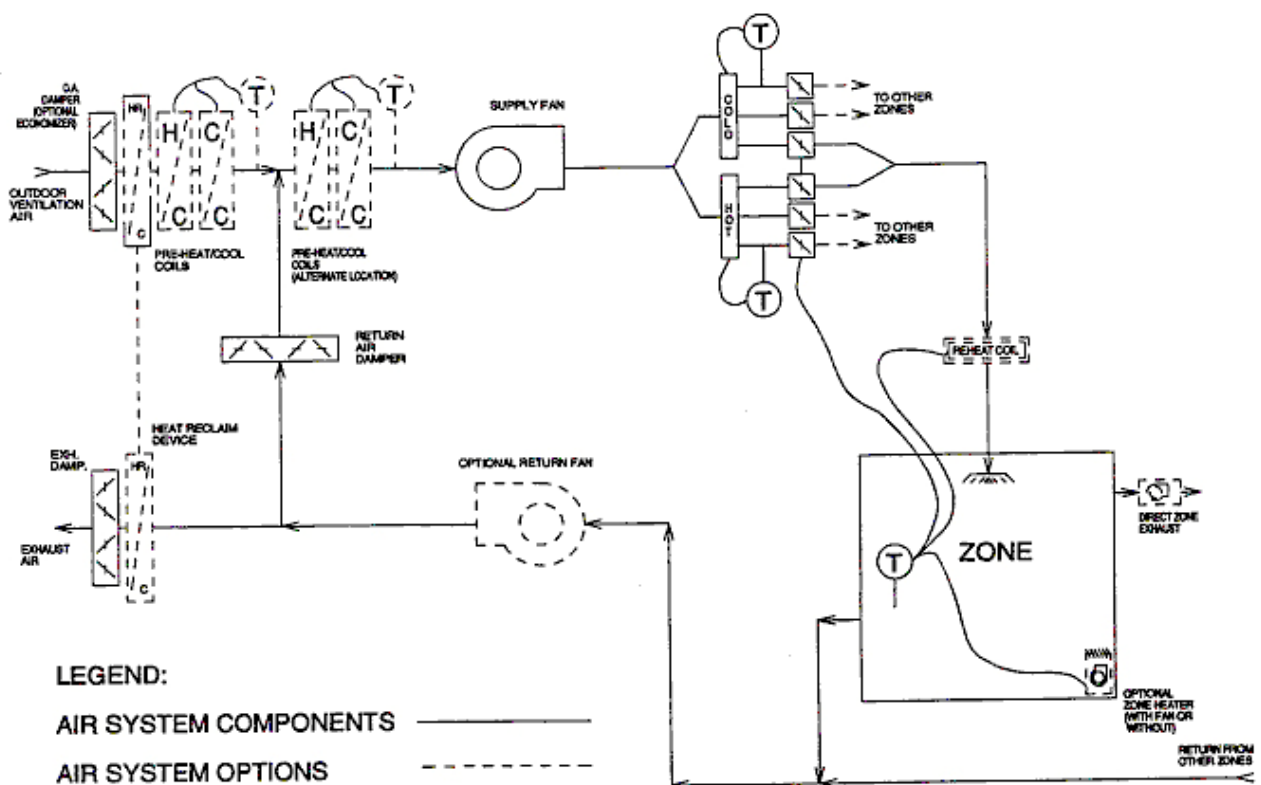 O.A.
DAMPER
(OPTIONAL
ECONOMIZER)
HR
C
H
C
C
C
T
H
C
C
C
T
OUTDOOR
VENTILATION
AIR
PRE-HEAT/COOL
COILS
PRE-HEAT/COOL
COILS
(ALTERNATE LOCATION)
SUPPLY FAN
T
COLD
HOT
T
TO OTHER
ZONES
TO OTHER
ZONES
RETURN
AIR
DAMPER
REHEAT COIL
HEAT RECLAIM
DEVICE
EXH.
DAMP.
HR
C
EXHAUST
AIR
OPTIONAL RETURN FAN
T
ZONE
DIRECT ZONE
EXHAUST
OPTIONAL
ZONE HEATER
(WITH FAN OR
WITHOUT)
RETURN FROM
OTHER ZONES
LEGEND:
AIR SYSTEM COMPONENTS
AIR SYSTEM OPTIONS